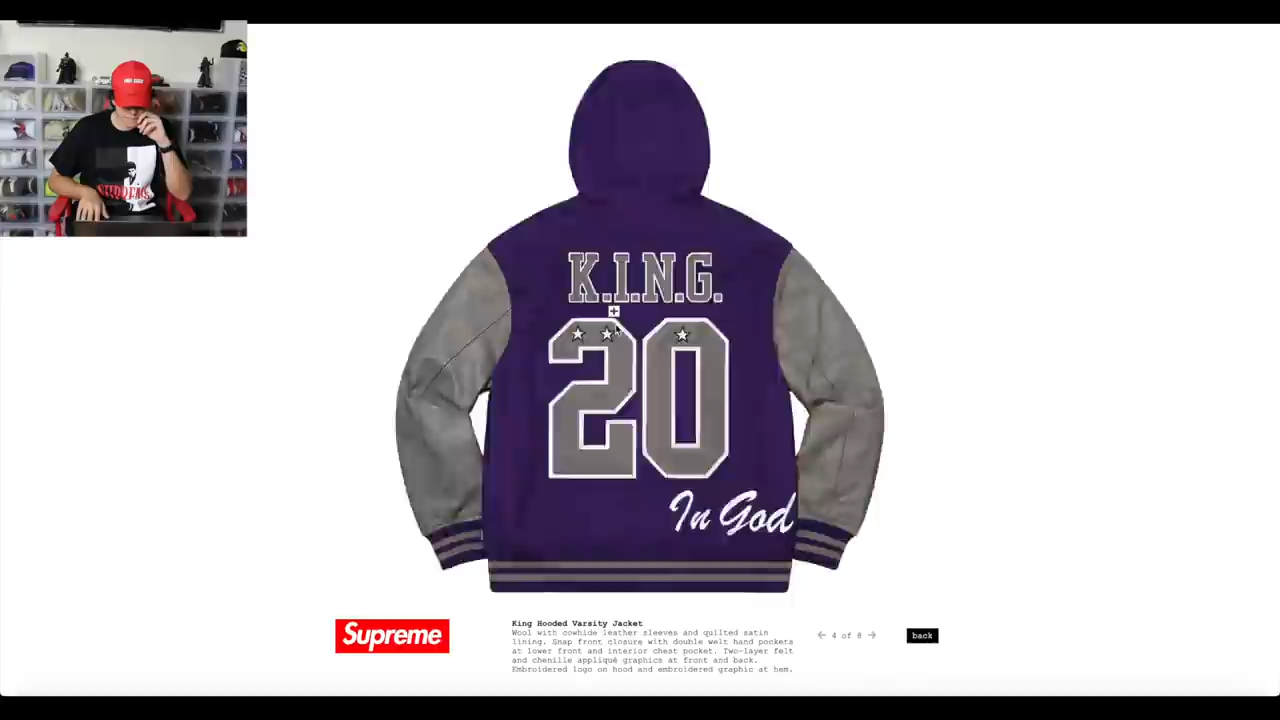 K.I.N.G.
20
In God
Supreme
King Hooded Varsity Jacket
Wool with cowhide leather sleeves and quilted satin
lining. Snap front closure with double welt hand pockets
at lower front and interior chest pocket. Two-layer felt
and chenille appliqué graphics at front and back.
Embroidered logo on hood and embroidered graphic at hem.
4 of 8
back